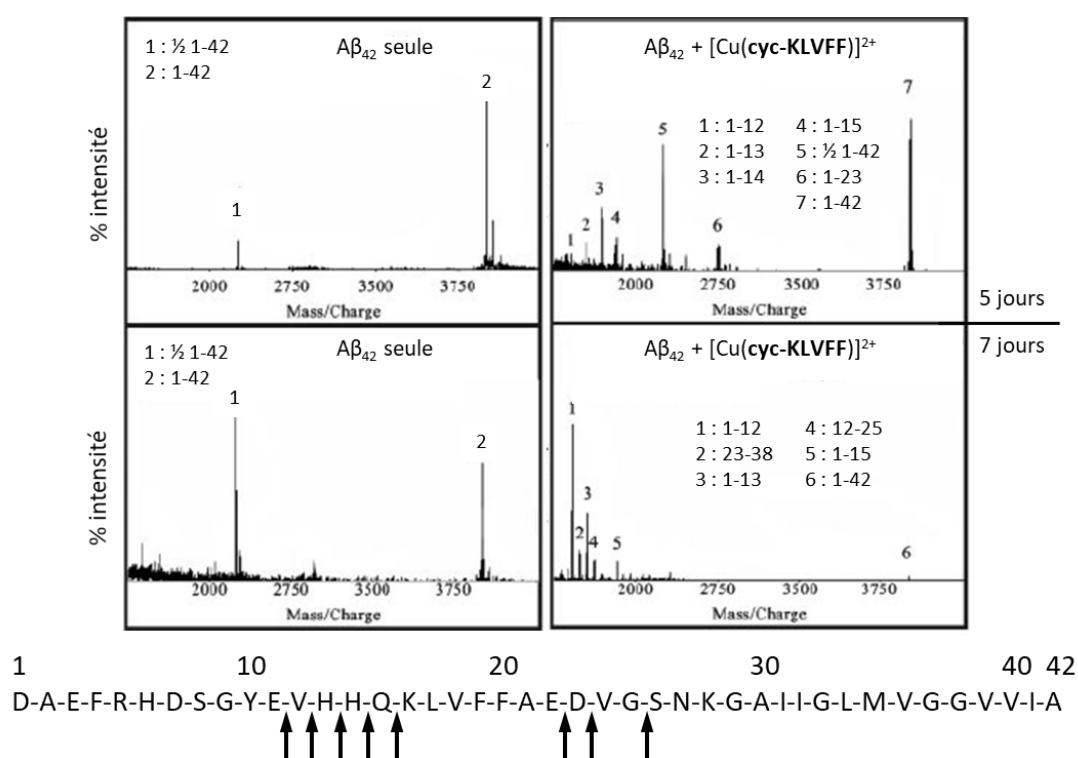 1 : ½ 1-42
2 : 1-42
Aβ₄₂ seule
1
2
% intensité
2000 2750 3500 3750
Mass/Charge
Aβ₄₂ + [Cu(cyc-KLVFF)]²⁺
1 : 1-12 4 : 1-15
2 : 1-13 5 : ½ 1-42
3 : 1-14 6 : 1-23
7 : 1-42
1
2
3
4
5
6
7
2000 2750 3500 3750
Mass/Charge
5 jours
7 jours
1 : ½ 1-42
2 : 1-42
Aβ₄₂ seule
1
2
% intensité
2000 2750 3500 3750
Mass/Charge
Aβ₄₂ + [Cu(cyc-KLVFF)]²⁺
1 : 1-12 4 : 12-25
2 : 23-38 5 : 1-15
3 : 1-13 6 : 1-42
1
2
3
4
5
6
2000 2750 3500 3750
Mass/Charge
1 10 20 30 40 42
D-A-E-F-R-H-D-S-G-Y-E-V-H-H-Q-K-L-V-F-F-A-E-D-V-G-S-N-K-G-A-I-I-G-L-M-V-G-G-V-V-I-A